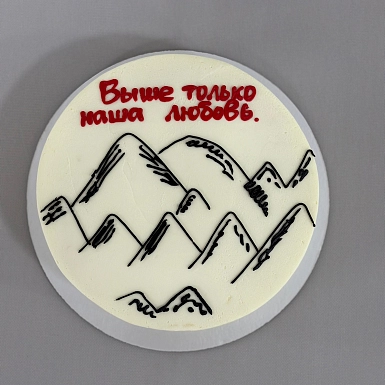 Выше только
наша любовь.